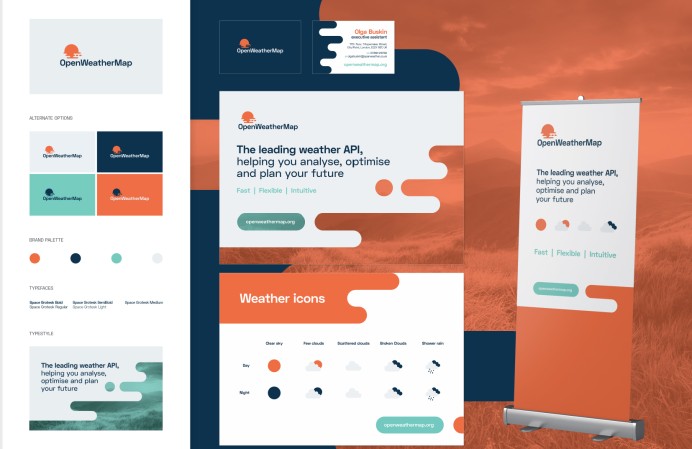 OpenWeatherMap
ALTERNATE OPTIONS
OpenWeatherMap
OpenWeatherMap
OpenWeatherMap
OpenWeatherMap
BRAND PALETTE
TYPEFACES
Space Grotesk Bold
Space Grotesk Regular
Space Grotesk SemiBold
Space Grotesk Light
Space Grotesk Medium
TYPESTYLE
The leading weather API,
helping you analyse,
optimise and plan
your future
OpenWeatherMap
Olga Buskin
executive assistant
openweathermap.org
OpenWeatherMap
The leading weather API,
helping you analyse, optimise
and plan your future
Fast | Flexible | Intuitive
openweathermap.org
Weather icons
Clear sky
Few clouds
Scattered clouds
Broken Clouds
Shower rain
Day
Night
openweathermap.org
OpenWeatherMap
The leading weather API,
helping you analyse,
optimise and plan
your future
Fast | Flexible | Intuitive
openweathermap.org